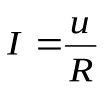 I = u/R